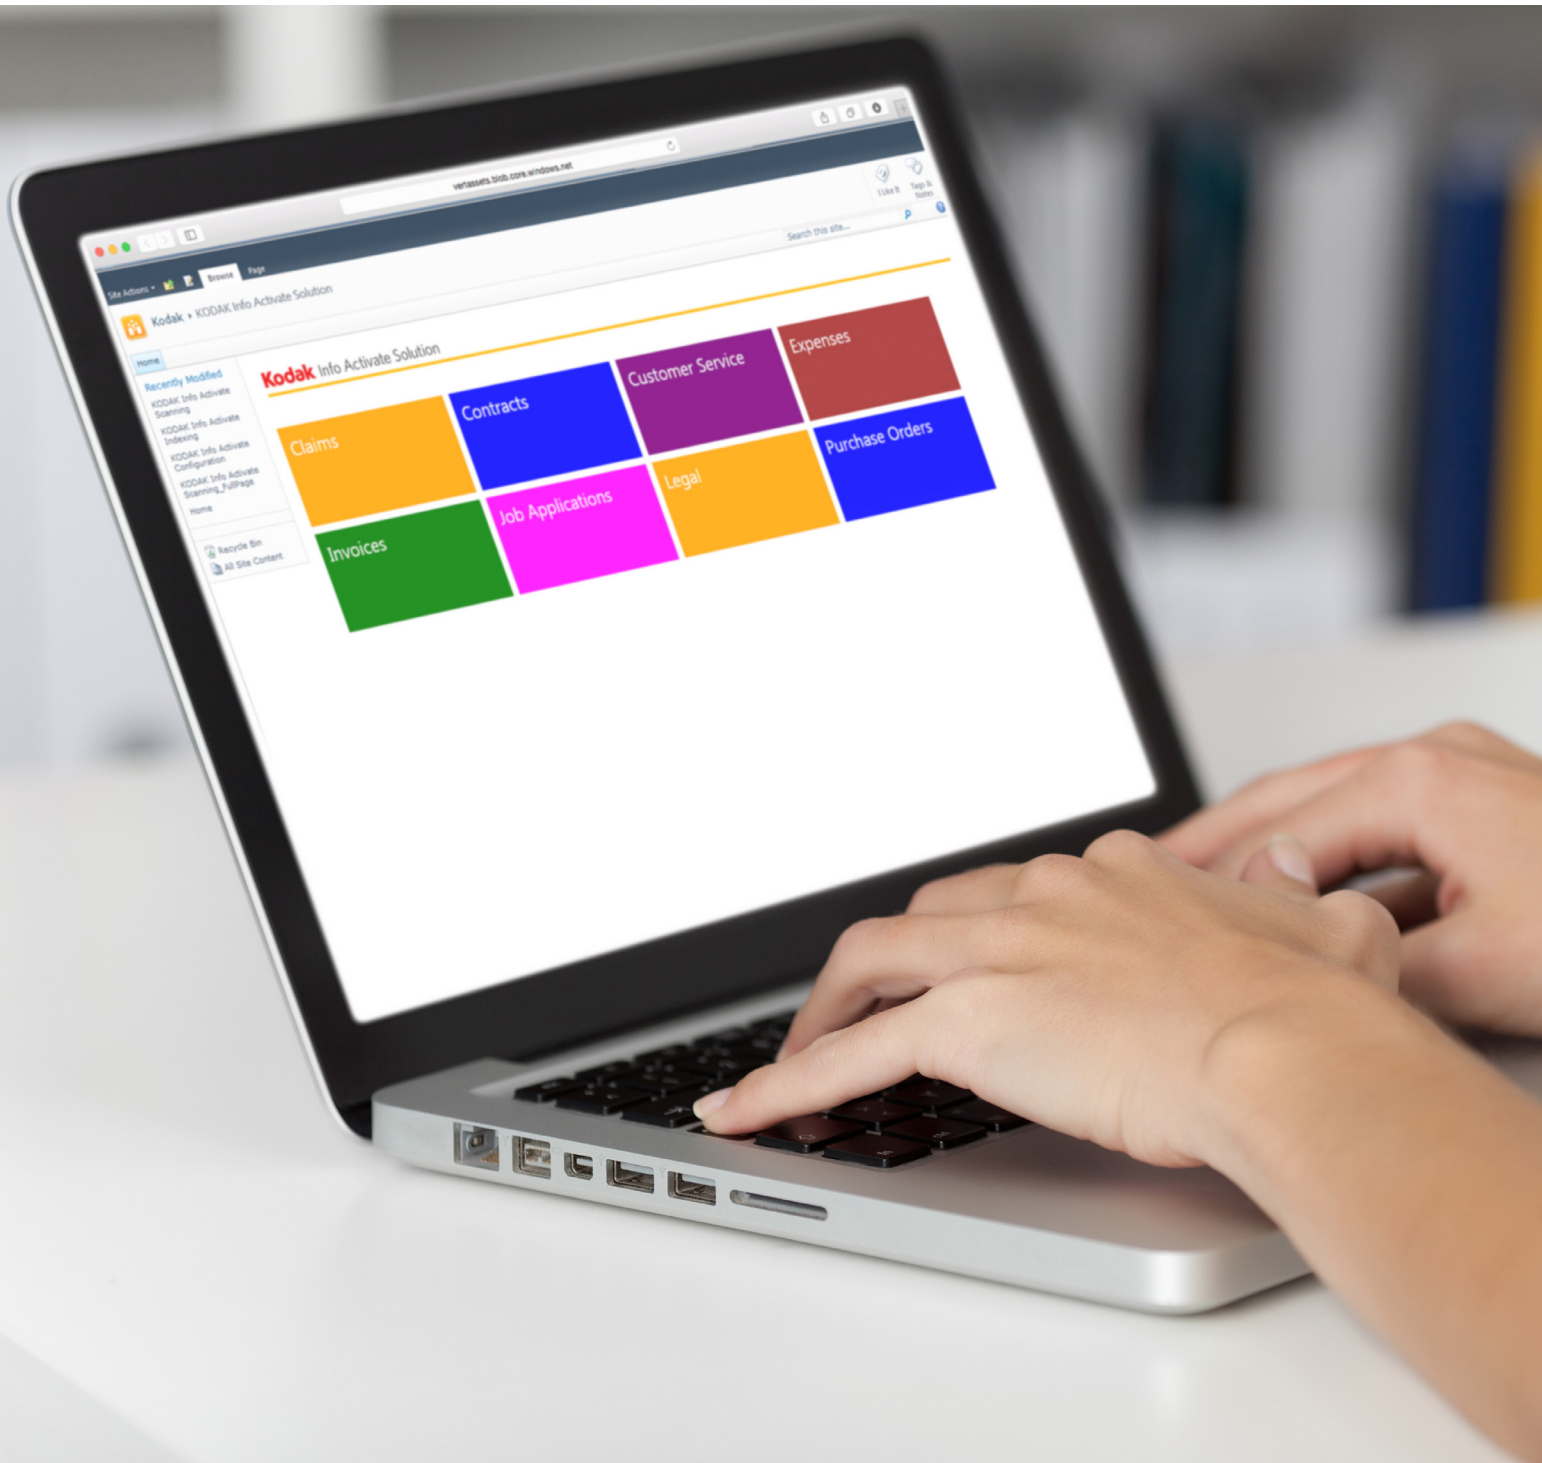 vertassets.blob.core.windows.net
Site Actions
Browse
Page
I Like It
Tags &
Notes
Kodak › KODAK Info Activate Solution
Search this site...
Home
Recently Modified
KODAK Info Activate
Scanning
KODAK Info Activate
Indexing
KODAK Info Activate
Configuration
KODAK Info Activate
Scanning_FullPage
Home
Recycle Bin
All Site Content
Kodak Info Activate Solution
Claims
Contracts
Customer Service
Expenses
Invoices
Job Applications
Legal
Purchase Orders